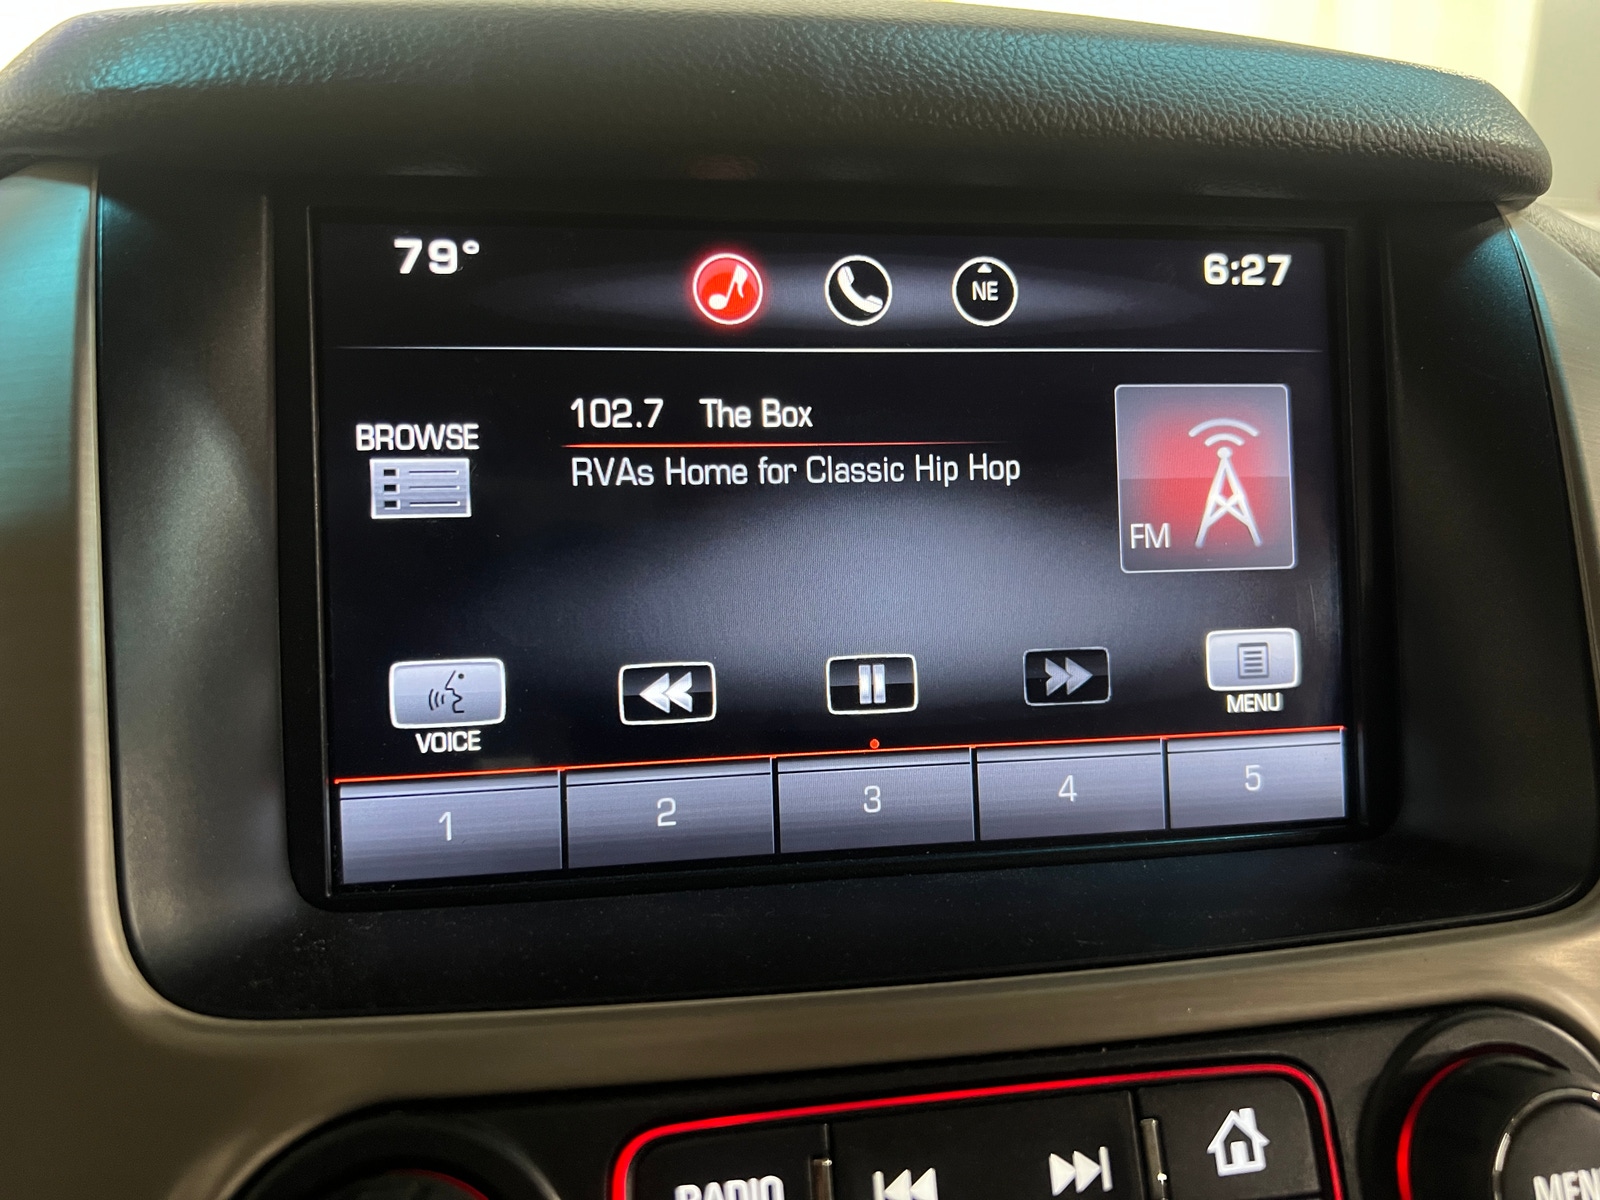 79°
NE
6:27
BROWSE
102.7 The Box
RVAs Home for Classic Hip Hop
FM
VOICE
MENU
1 2 3 4 5
RADIO